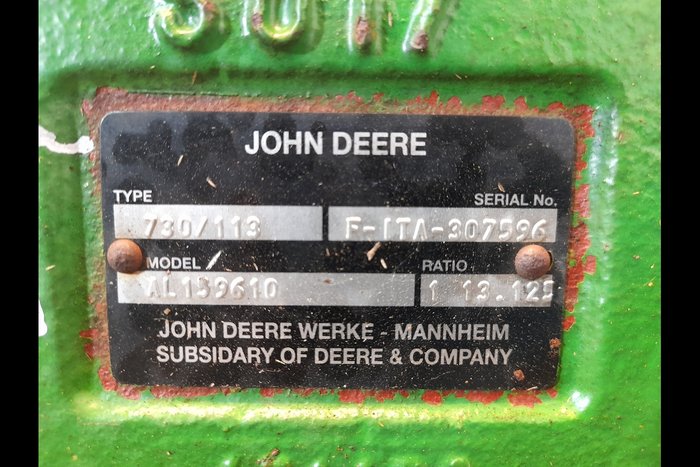 JOHN DEERE
TYPE SERIAL No.
730/113 F-ITA-307596
MODEL RATIO
AL159610 1 13.125
JOHN DEERE WERKE - MANNHEIM
SUBSIDARY OF DEERE & COMPANY